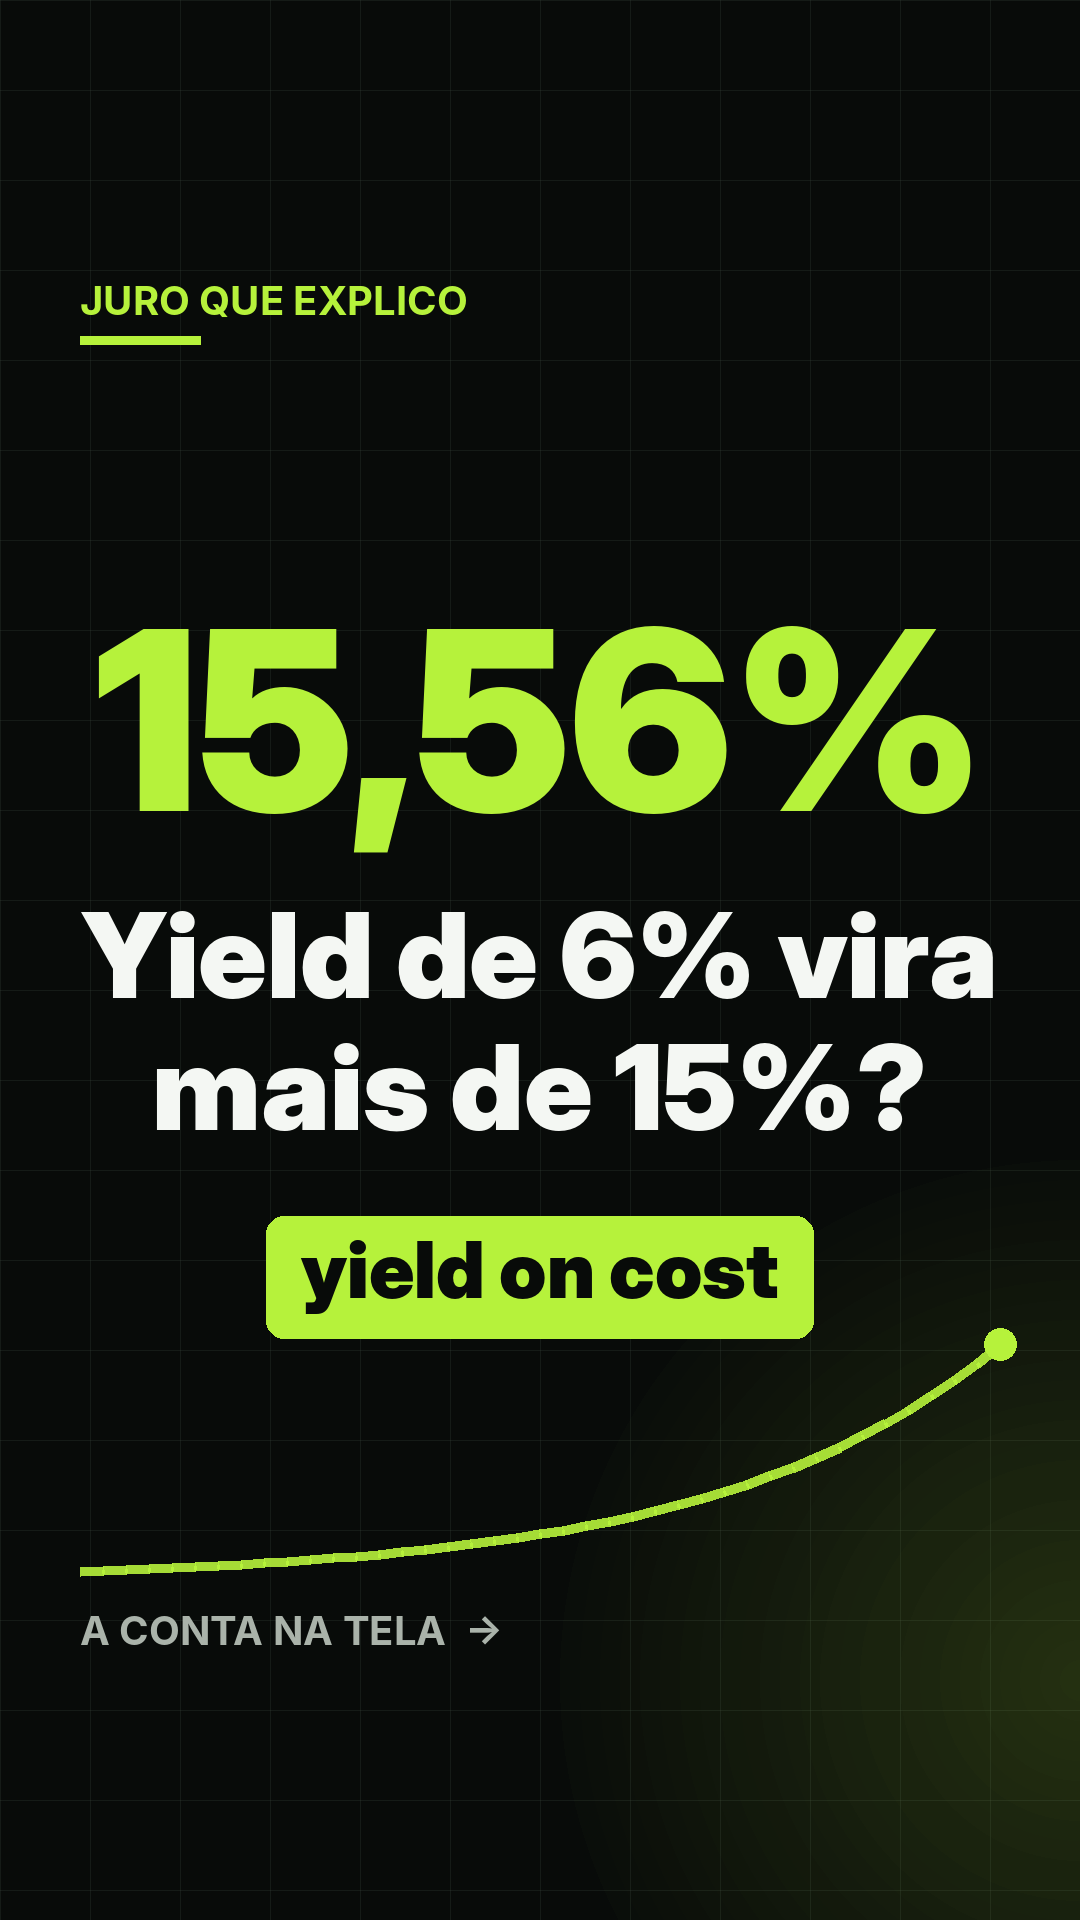 JURO QUE EXPLICO
15,56%
Yield de 6% vira
mais de 15%?
yield on cost
A CONTA NA TELA →